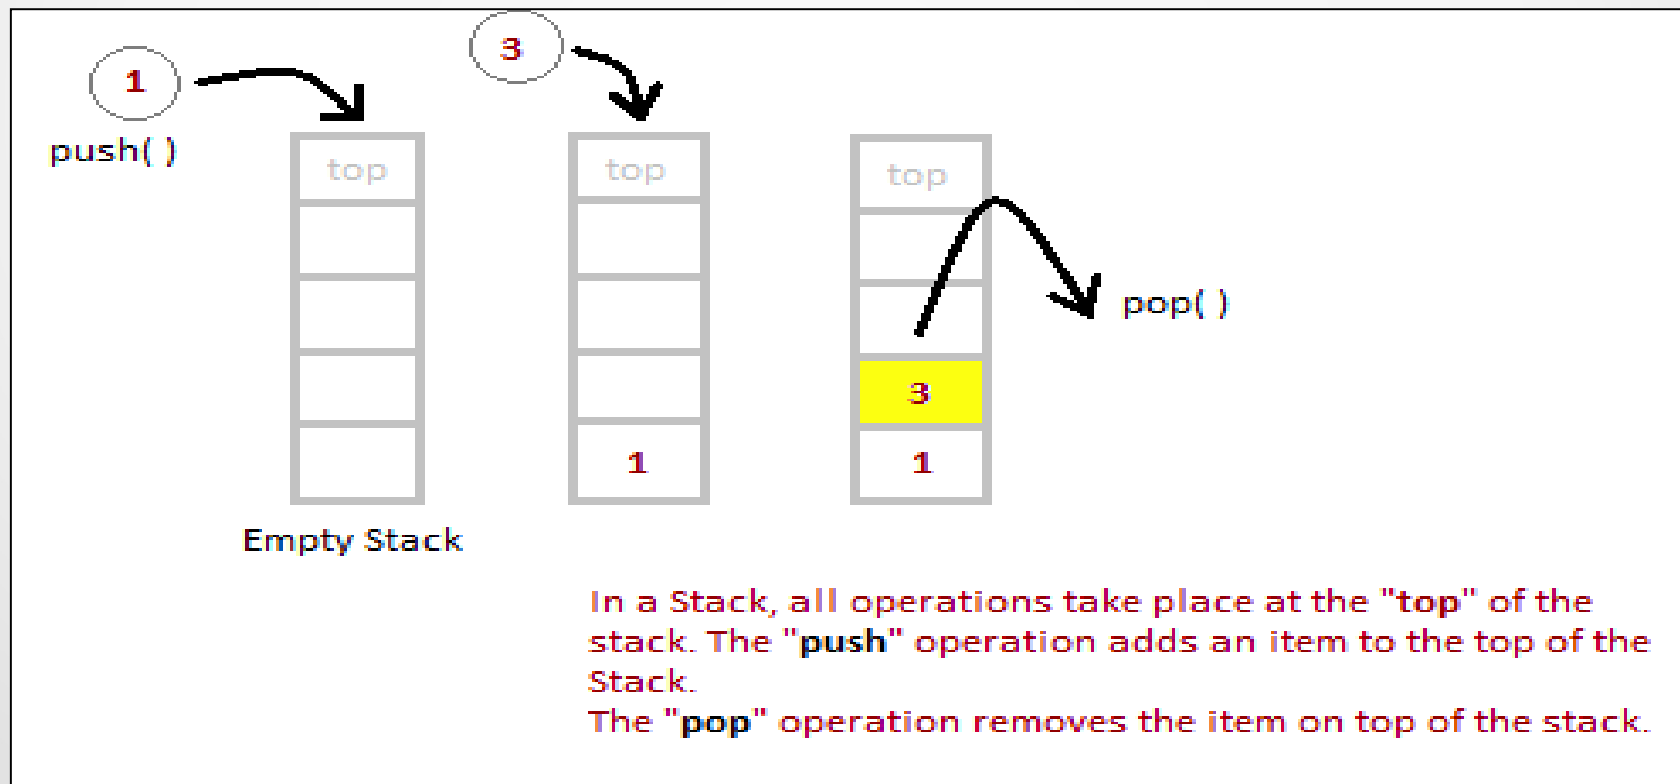 1
3
push( )
top
top
top
pop( )
3
1
1
Empty Stack
In a Stack, all operations take place at the "top" of the
stack. The "push" operation adds an item to the top of the
Stack.
The "pop" operation removes the item on top of the stack.